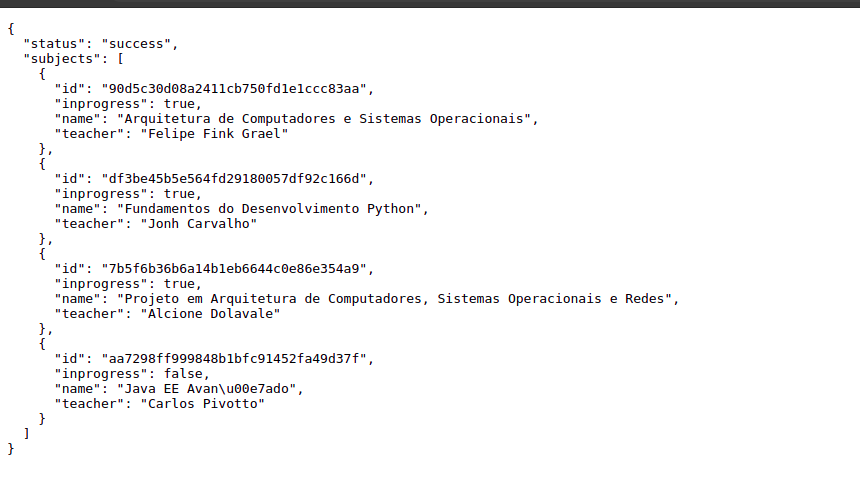 {
  "status": "success",
  "subjects": [
    {
      "id": "90d5c30d08a2411cb750fd1e1ccc83aa",
      "inprogress": true,
      "name": "Arquitetura de Computadores e Sistemas Operacionais",
      "teacher": "Felipe Fink Grael"
    },
    {
      "id": "df3be45b5e564fd29180057df92c166d",
      "inprogress": true,
      "name": "Fundamentos do Desenvolvimento Python",
      "teacher": "Jonh Carvalho"
    },
    {
      "id": "7b5f6b36b6a14b1eb6644c0e86e354a9",
      "inprogress": true,
      "name": "Projeto em Arquitetura de Computadores, Sistemas Operacionais e Redes",
      "teacher": "Alcione Dolavale"
    },
    {
      "id": "aa7298ff999848b1bfc91452fa49d37f",
      "inprogress": false,
      "name": "Java EE Avan\u00e7ado",
      "teacher": "Carlos Pivotto"
    }
  ]
}